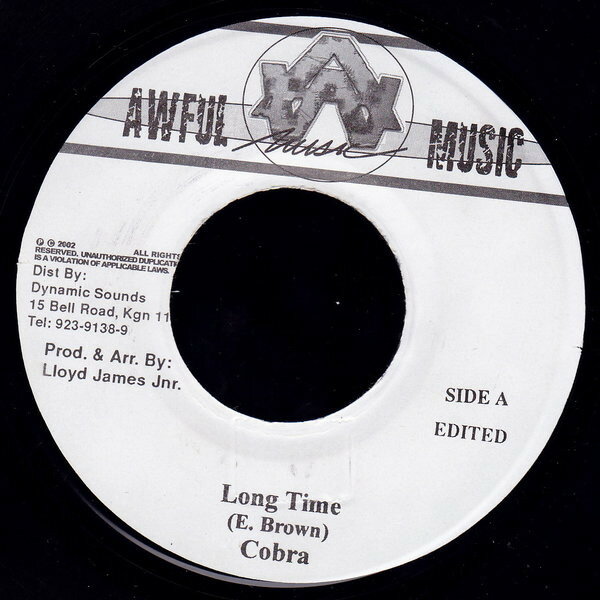 AWFUL
Music
MUSIC
℗ © 2002
ALL RIGHTS
RESERVED. UNAUTHORIZED DUPLICATI
IS A VIOLATION OF APPLICABLE LAWS.
Dist By:
Dynamic Sounds
15 Bell Road, Kgn 11
Tel: 923-9138-9
Prod. & Arr. By:
Lloyd James Jnr.
SIDE A
EDITED
Long Time
(E. Brown)
Cobra